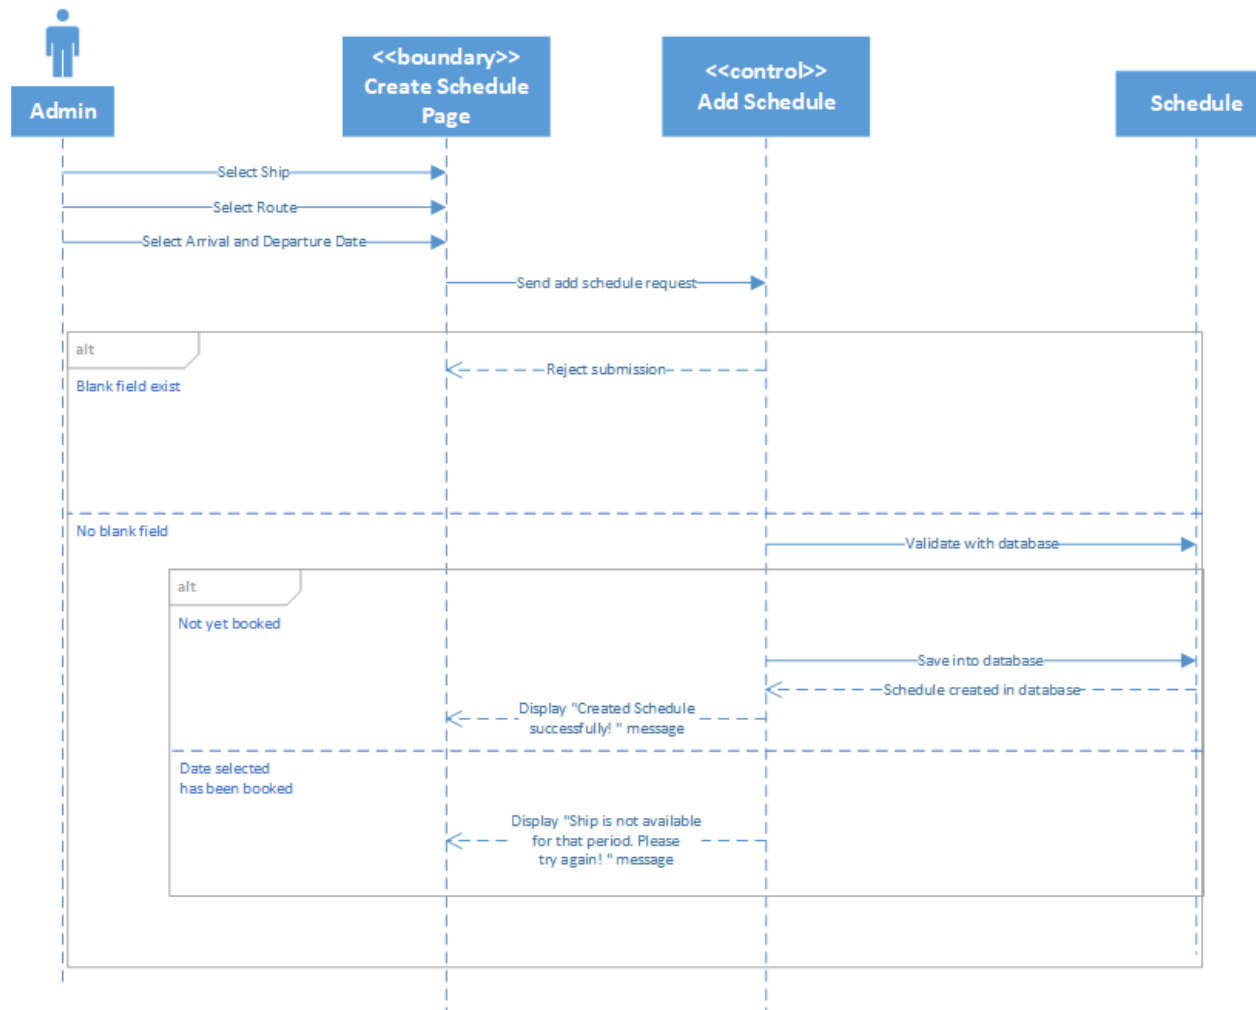 Admin
<<boundary>>
Create Schedule
Page
<<control>>
Add Schedule
Schedule
Select Ship
Select Route
Select Arrival and Departure Date
Send add schedule request
alt
Reject submission
Blank field exist
No blank field
Validate with database
alt
Not yet booked
Save into database
Schedule created in database
Display "Created Schedule
successfully! " message
Date selected
has been booked
Display "Ship is not available
for that period. Please
try again! " message